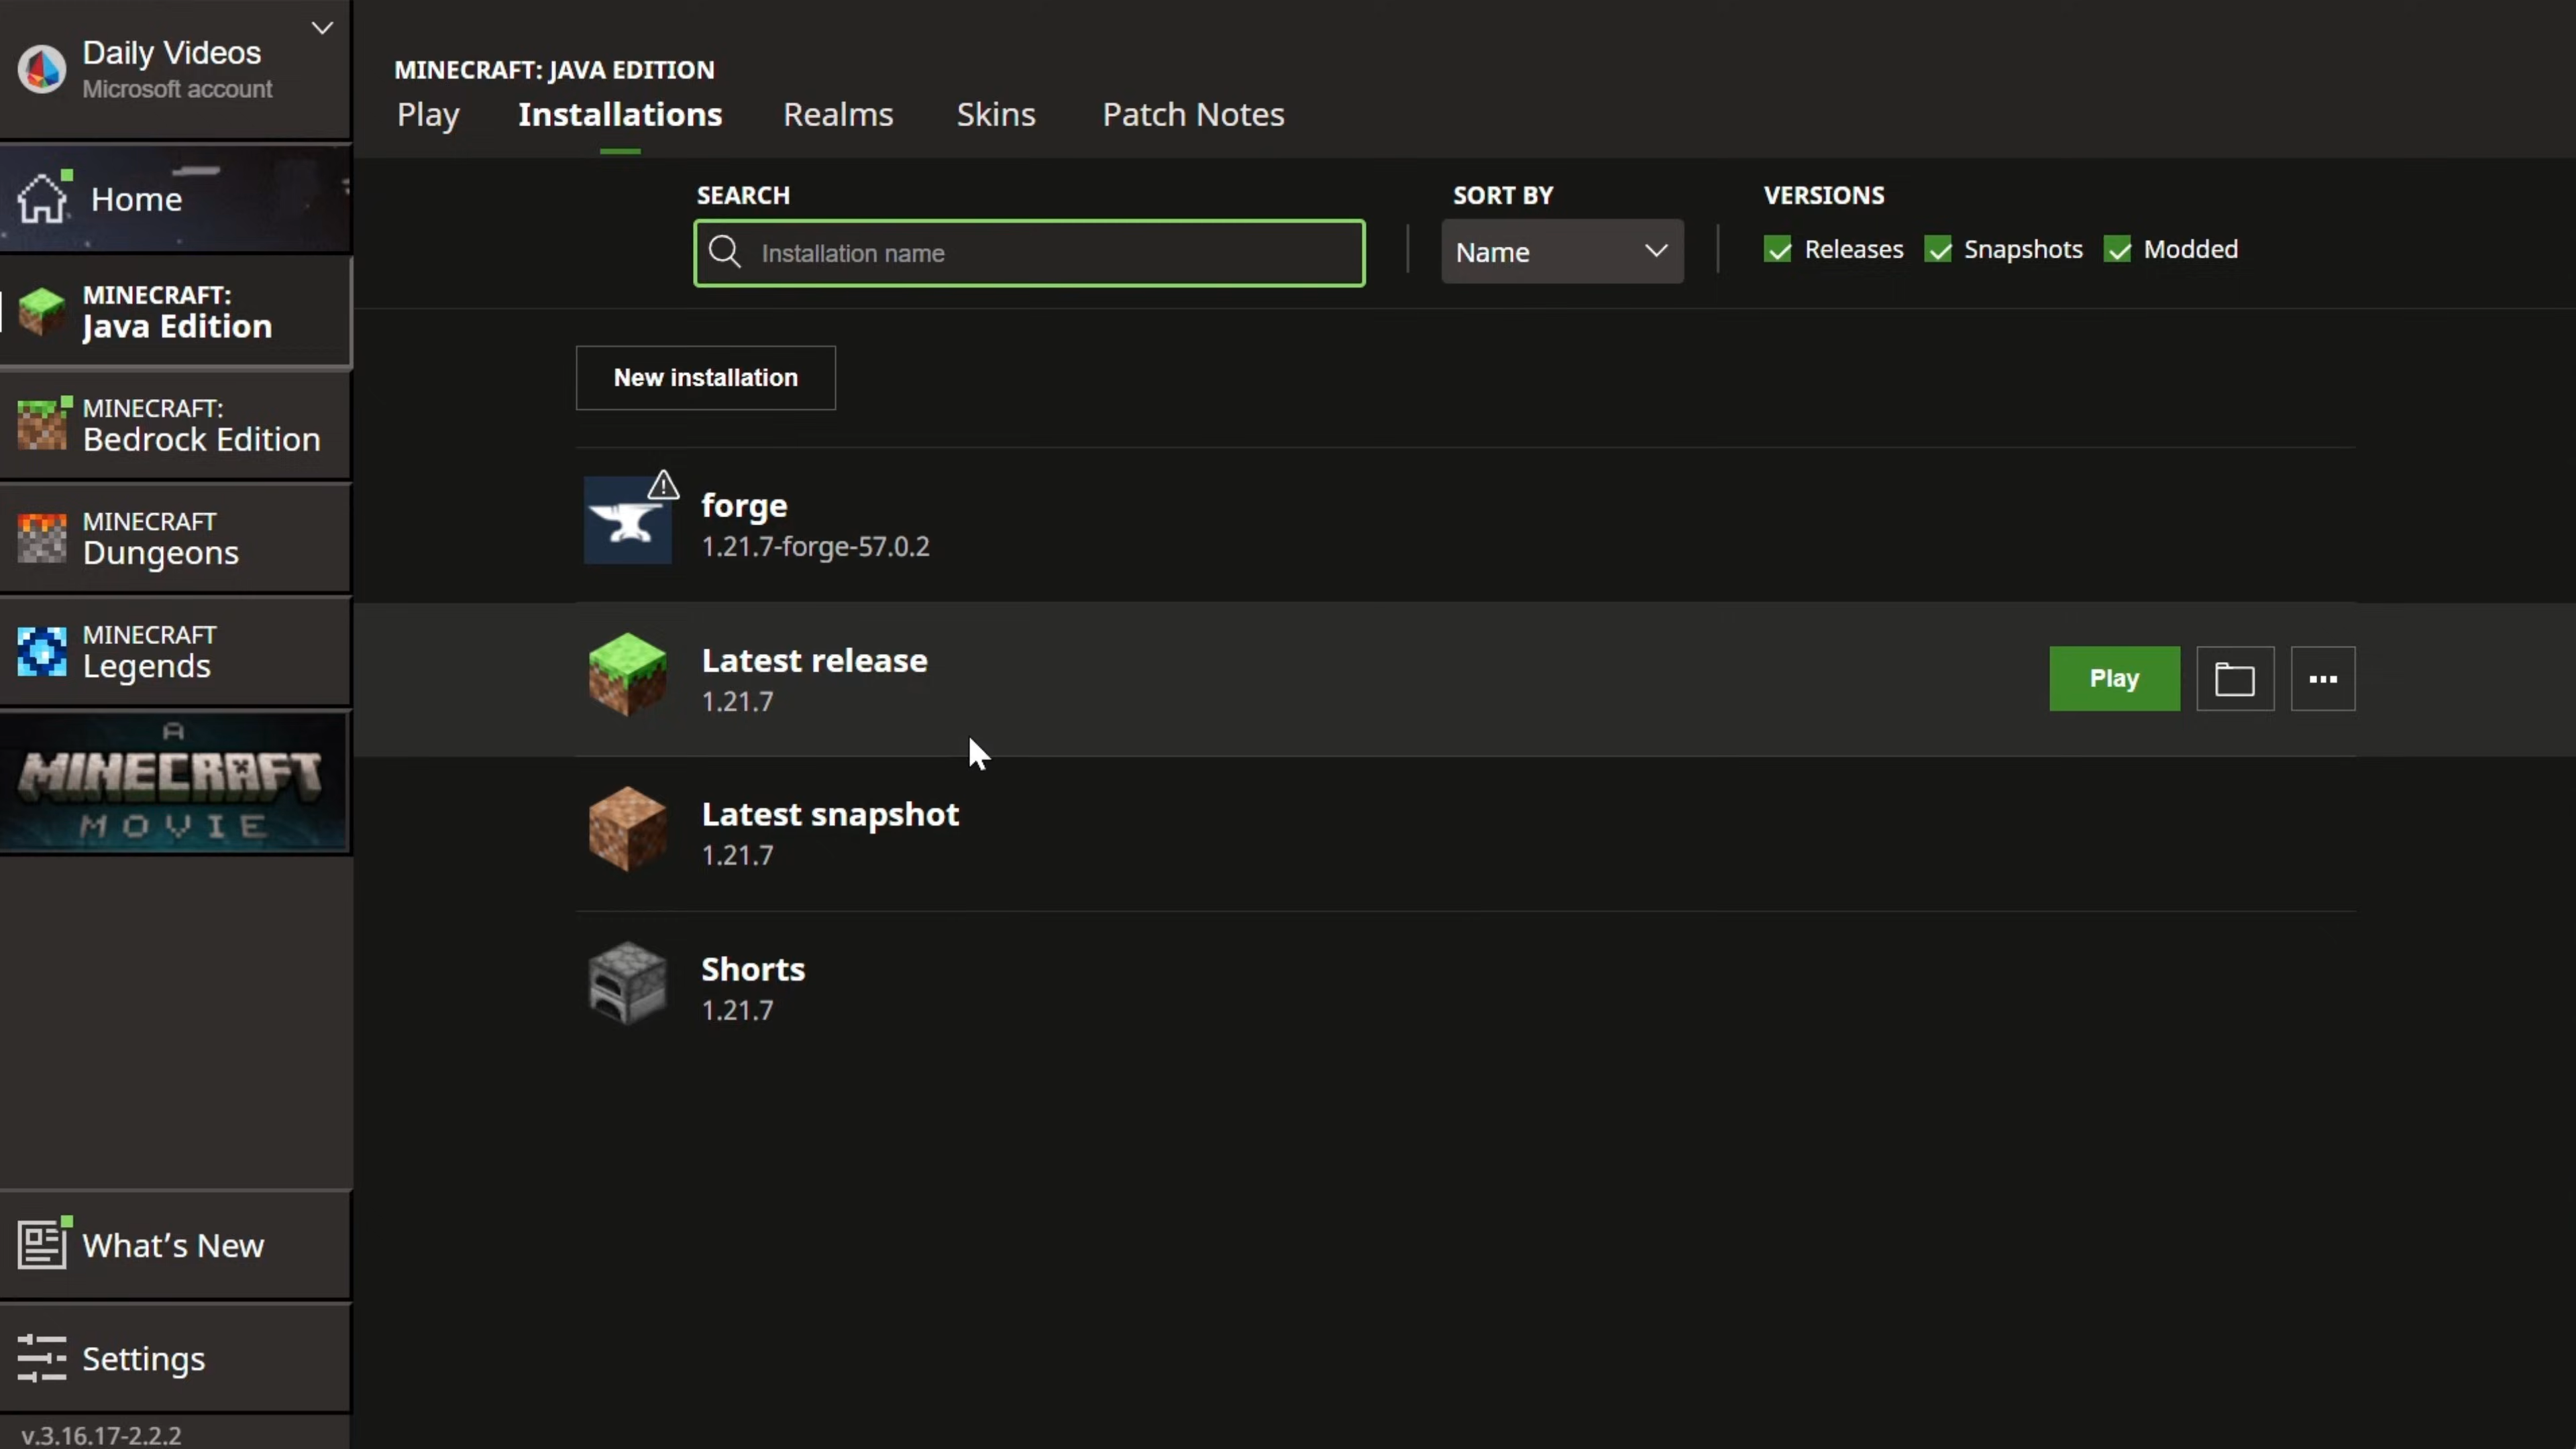 Daily Videos
Microsoft account
Home
MINECRAFT:
Java Edition
MINECRAFT:
Bedrock Edition
MINECRAFT
Dungeons
MINECRAFT
Legends
A
MINECRAFT
MOVIE
What's New
Settings
v.3.16.17-2.2.2
MINECRAFT: JAVA EDITION
Play Installations Realms Skins Patch Notes
SEARCH SORT BY VERSIONS
Installation name Name Releases Snapshots Modded
New installation
forge
1.21.7-forge-57.0.2
Latest release
1.21.7
Play
Latest snapshot
1.21.7
Shorts
1.21.7